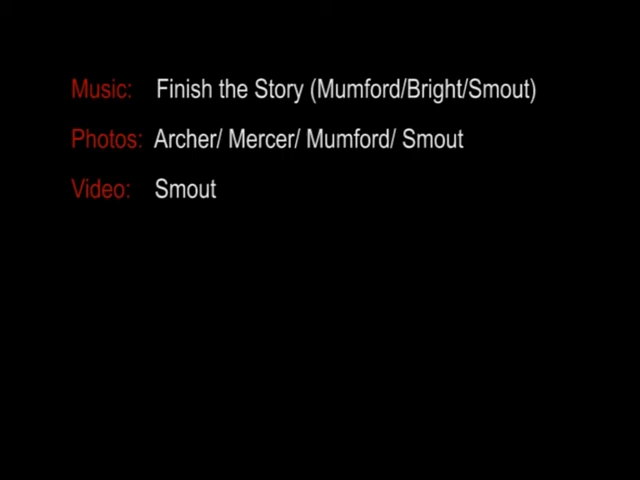 Music: Finish the Story (Mumford/Bright/Smout)
Photos: Archer/ Mercer/ Mumford/ Smout
Video: Smout